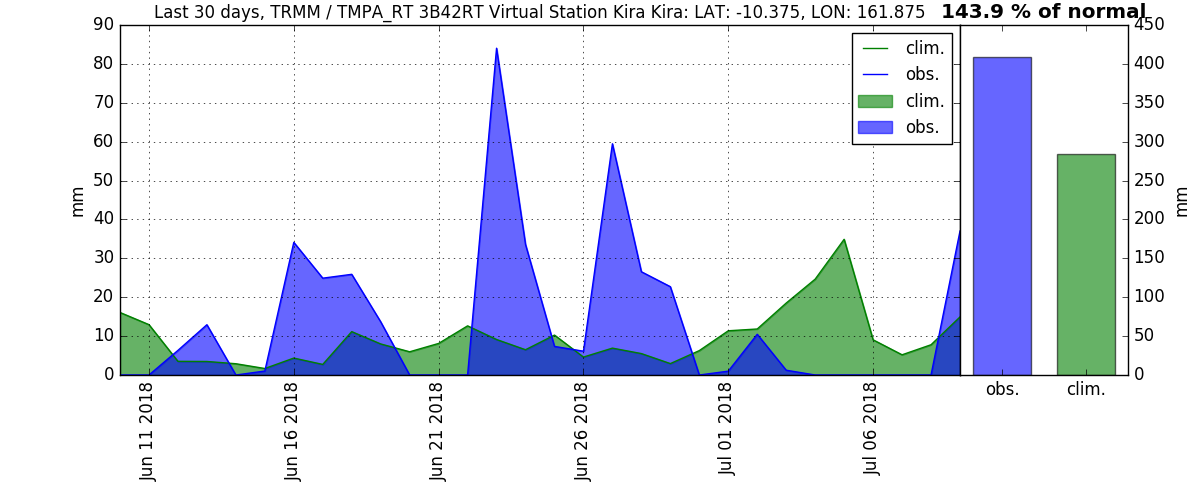 Last 30 days, TRMM / TMPA_RT 3B42RT Virtual Station Kira Kira: LAT: -10.375, LON: 161.875 143.9 % of normal
90
80
70
60
50
40
30
20
10
0
mm
clim.
obs.
clim.
obs.
Jun 11 2018
Jun 16 2018
Jun 21 2018
Jun 26 2018
Jul 01 2018
Jul 06 2018
450
400
350
300
250
200
150
100
50
0
mm
obs. clim.